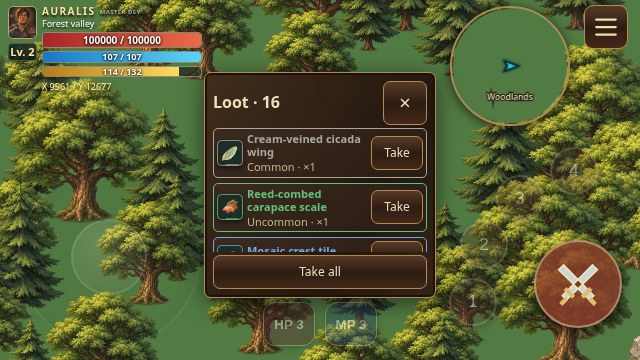 AURALIS MASTER DEV
Forest valley
100000 / 100000
Lv. 2
107 / 107
114 / 132
Woodlands
Loot · 16
×
Cream-veined cicada
wing
Common · ×1
Take
Reed-combed
carapace scale
Uncommon · ×1
Take
Mosaic crest tile
Take all
4
3
2
1
HP 3
MP 3